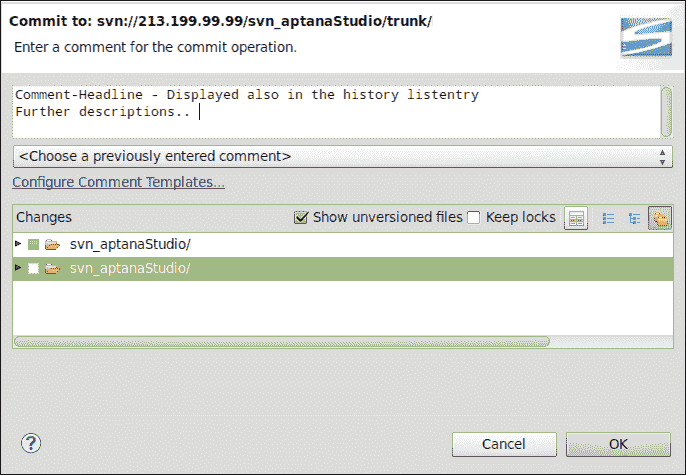 Commit to: svn://213.199.99.99/svn_aptanaStudio/trunk/
Enter a comment for the commit operation.
Comment-Headline - Displayed also in the history listentry
Further descriptions..
<Choose a previously entered comment>
Configure Comment Templates...
Changes Show unversioned files Keep locks
svn_aptanaStudio/
svn_aptanaStudio/
? Cancel OK